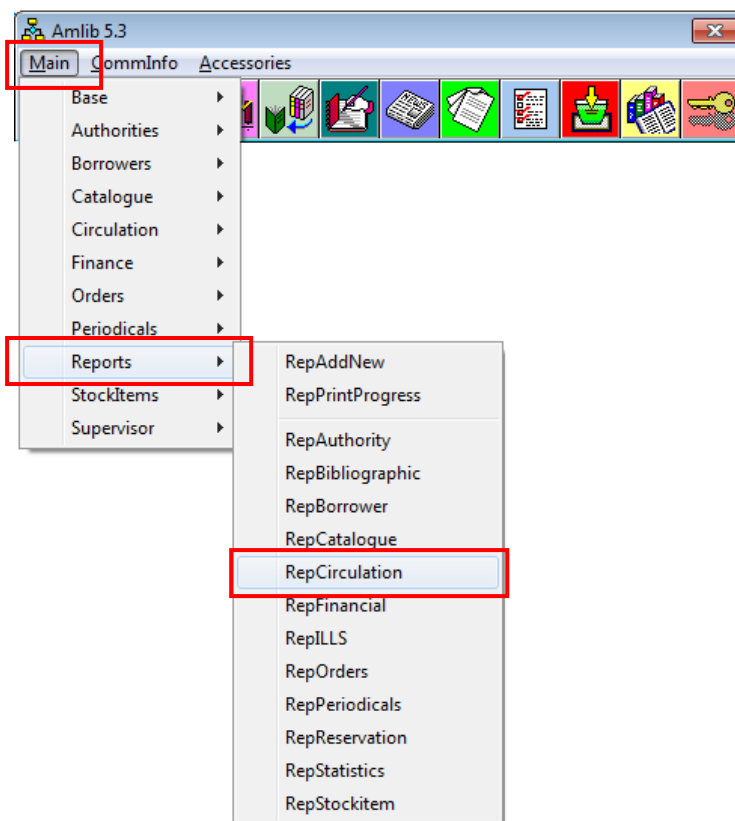 Amlib 5.3
Main CommInfo Accessories
Base
Authorities
Borrowers
Catalogue
Circulation
Finance
Orders
Periodicals
Reports
StockItems
Supervisor
RepAddNew
RepPrintProgress
RepAuthority
RepBibliographic
RepBorrower
RepCatalogue
RepCirculation
RepFinancial
RepILLS
RepOrders
RepPeriodicals
RepReservation
RepStatistics
RepStockitem